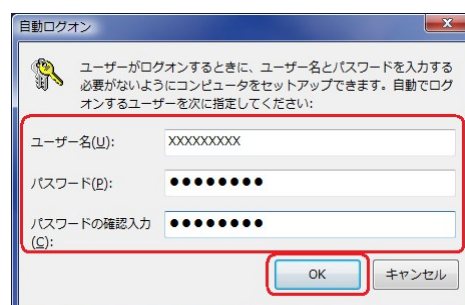 自動ログオン
ユーザーがログオンするときに、ユーザー名とパスワードを入力する
必要がないようにコンピュータをセットアップできます。自動でログ
オンするユーザーを次に指定してください:
ユーザー名(U): XXXXXXXXX
パスワード(P): ●●●●●●●●
パスワードの確認入力 ●●●●●●●●
(C):
OK キャンセル